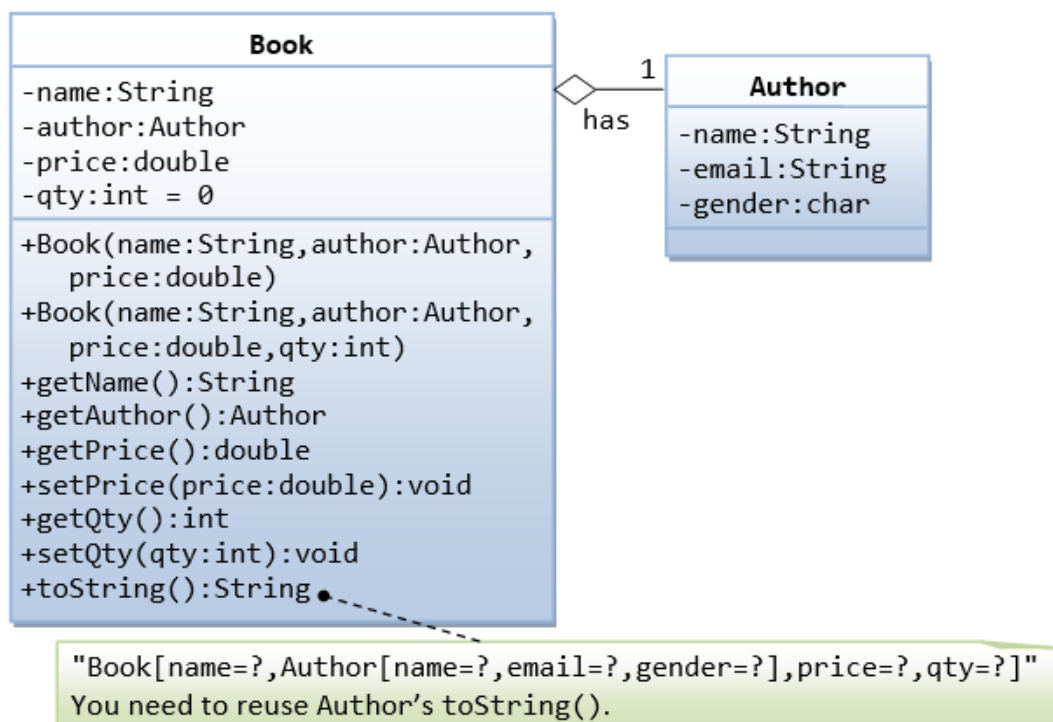 Book
-name:String
-author:Author
-price:double
-qty:int = 0
+Book(name:String,author:Author,
price:double)
+Book(name:String,author:Author,
price:double,qty:int)
+getName():String
+getAuthor():Author
+getPrice():double
+setPrice(price:double):void
+getQty():int
+setQty(qty:int):void
+toString():String
1
has
Author
-name:String
-email:String
-gender:char
"Book[name=?,Author[name=?,email=?,gender=?],price=?,qty=?]"
You need to reuse Author's toString().